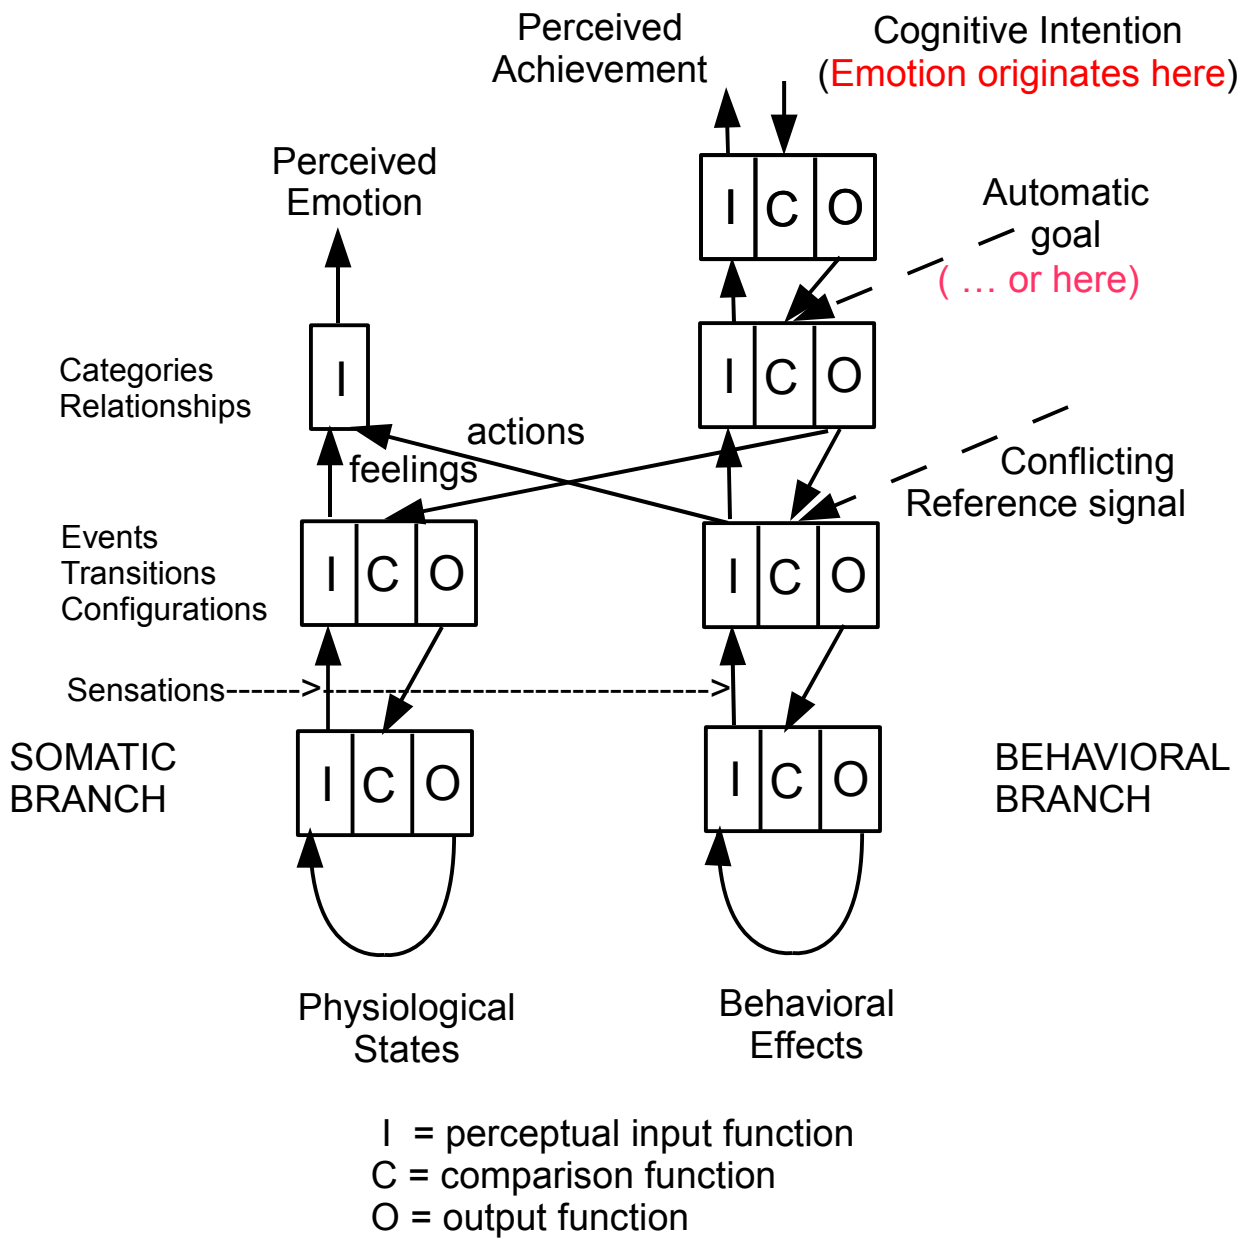 Perceived
Achievement
Cognitive Intention
(Emotion originates here)
Perceived
Emotion
I C O
Automatic
goal
( … or here)
Categories
Relationships
I
I C O
actions
feelings
Conflicting
Reference signal
Events
Transitions
Configurations
I C O
I C O
Sensations------>--------------------------->
SOMATIC
BRANCH
I C O
I C O
BEHAVIORAL
BRANCH
Physiological
States
Behavioral
Effects
I = perceptual input function
C = comparison function
O = output function